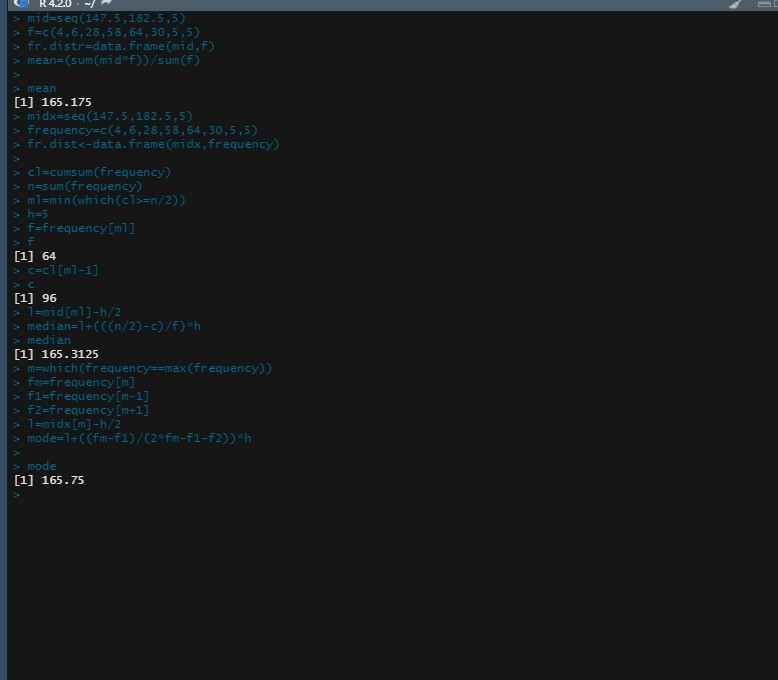 R 4.2.0 · ~/
> mid=seq(147.5,182.5,5)
> f=c(4,6,28,58,64,30,5,5)
> fr.distr=data.frame(mid,f)
> mean=(sum(mid*f))/sum(f)
>
> mean
[1] 165.175
> midx=seq(147.5,182.5,5)
> frequency=c(4,6,28,58,64,30,5,5)
> fr.dist<-data.frame(midx,frequency)
>
> cl=cumsum(frequency)
> n=sum(frequency)
> ml=min(which(cl>=n/2))
> h=5
> f=frequency[ml]
> f
[1] 64
> c=cl[ml-1]
> c
[1] 96
> l=mid[ml]-h/2
> median=l+(((n/2)-c)/f)*h
> median
[1] 165.3125
> m=which(frequency==max(frequency))
> fm=frequency[m]
> f1=frequency[m-1]
> f2=frequency[m+1]
> l=midx[m]-h/2
> mode=l+((fm-f1)/(2*fm-f1-f2))*h
>
> mode
[1] 165.75
>